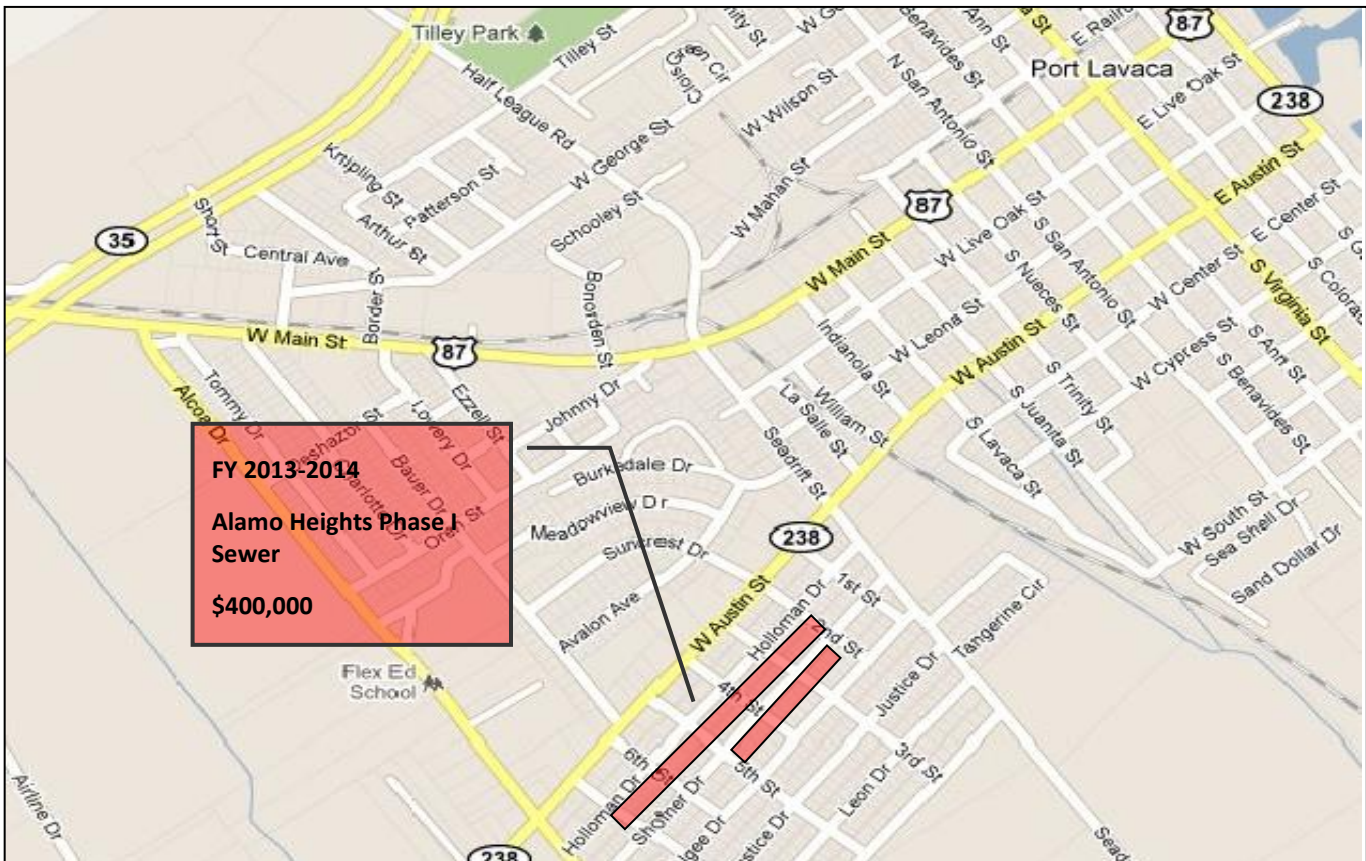 Tilley Park
Tilley St
Half League Rd
Green Cir
W Wilson St
Benavides St
Ann St
87
Port Lavaca
238
E Live Oak St
N San Antonio St
W George St
Krtipling St
Patterson St
Arthur St
Schooley St
W Mahan St
87
W Live Oak St
S San Antonio St
S Nueces St
W Center St
E Austin St
E Center St
S Virginia St
35
Short St
Central Ave
Border S
Bonorden St
W Main St
W Main St
87
Indianola St
W Leona St
W Austin St
W Cypress St
S Ann St
S Benavides St
S Trinity St
S Juanita St
S Lavaca St
William St
La Salle St
Seadrift St
Alcoa Dr
Tommy Dr
Ezzell St
Lowery Dr
Johnny Dr
Bauer Dr
Charlotte Dr
Oren St
FY 2013-2014
Alamo Heights Phase I
Sewer
$400,000
Burkedale Dr
Meadowview Dr
Suncrest Dr
238
W South St
Sea Shell Dr
Sand Dollar Dr
Avalon Ave
W Austin St
Holloman Dr
1st St
2nd St
Tangerine Cir
Justice Dr
Flex Ed
School
4th St
3rd St
5th St
6th St
Leon Dr
Holloman Dr
Shofner Dr
Airline Dr
238